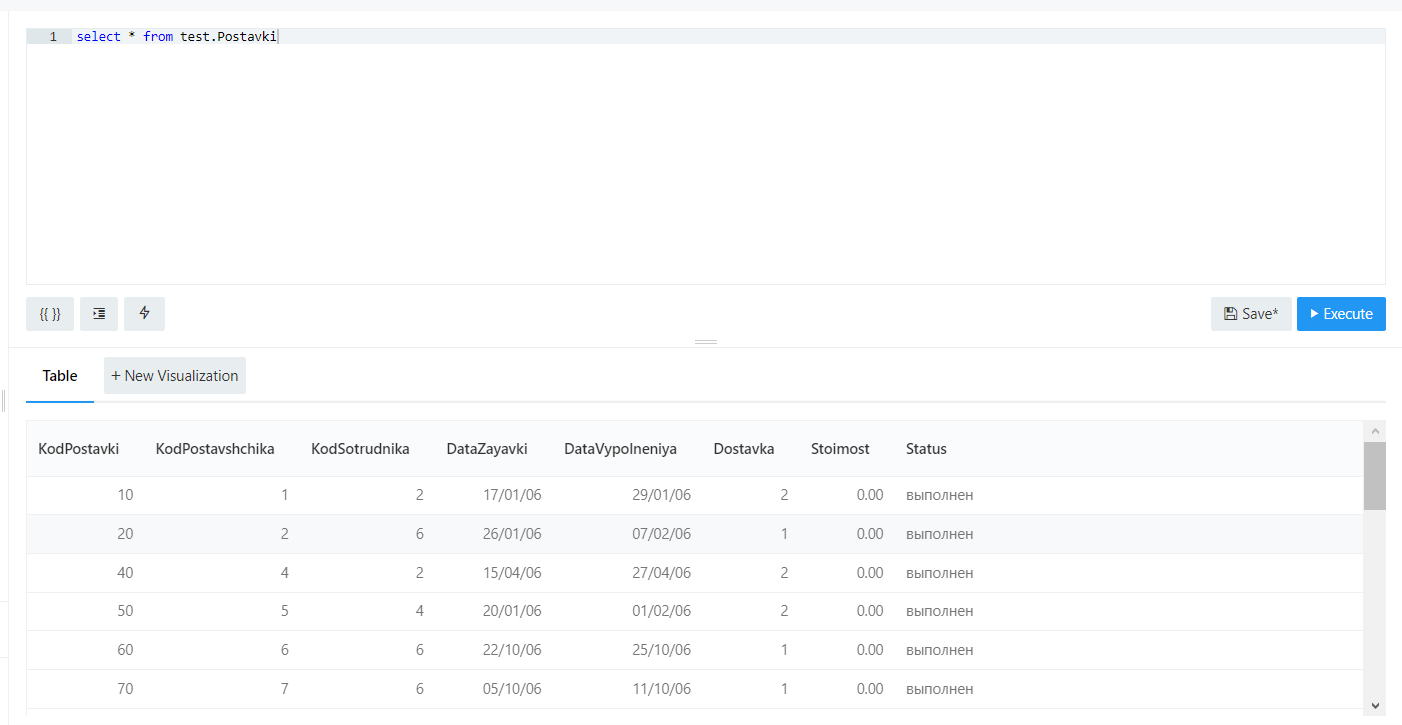 1 select * from test.Postavki
{{ }} Save* Execute
Table + New Visualization
KodPostavki KodPostavshchika KodSotrudnika DataZayavki DataVypolneniya Dostavka Stoimost Status
10 1 2 17/01/06 29/01/06 2 0.00 выполнен
20 2 6 26/01/06 07/02/06 1 0.00 выполнен
40 4 2 15/04/06 27/04/06 2 0.00 выполнен
50 5 4 20/01/06 01/02/06 2 0.00 выполнен
60 6 6 22/10/06 25/10/06 1 0.00 выполнен
70 7 6 05/10/06 11/10/06 1 0.00 выполнен